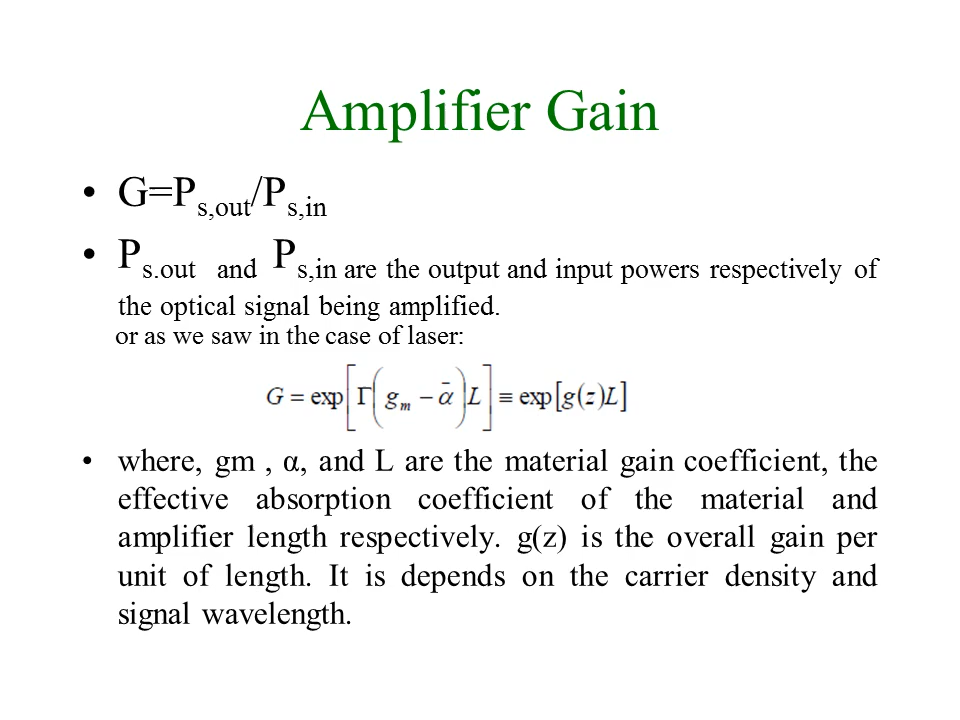 Amplifier Gain
• G=Ps,out/Ps,in
• Ps.out and Ps,in are the output and input powers respectively of
the optical signal being amplified.
or as we saw in the case of laser:
G = exp[Γ(gm − ᾱ)L] ≡ exp[g(z)L]
• where, gm , α, and L are the material gain coefficient, the
effective absorption coefficient of the material and
amplifier length respectively. g(z) is the overall gain per
unit of length. It is depends on the carrier density and
signal wavelength.